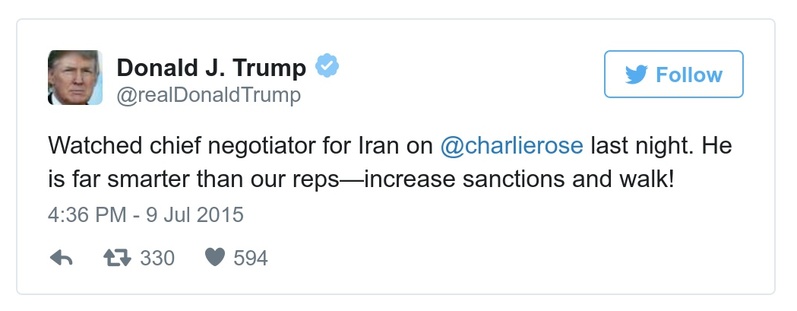 Donald J. Trump
@realDonaldTrump
Follow
Watched chief negotiator for Iran on @charlierose last night. He
is far smarter than our reps—increase sanctions and walk!
4:36 PM - 9 Jul 2015
330 594